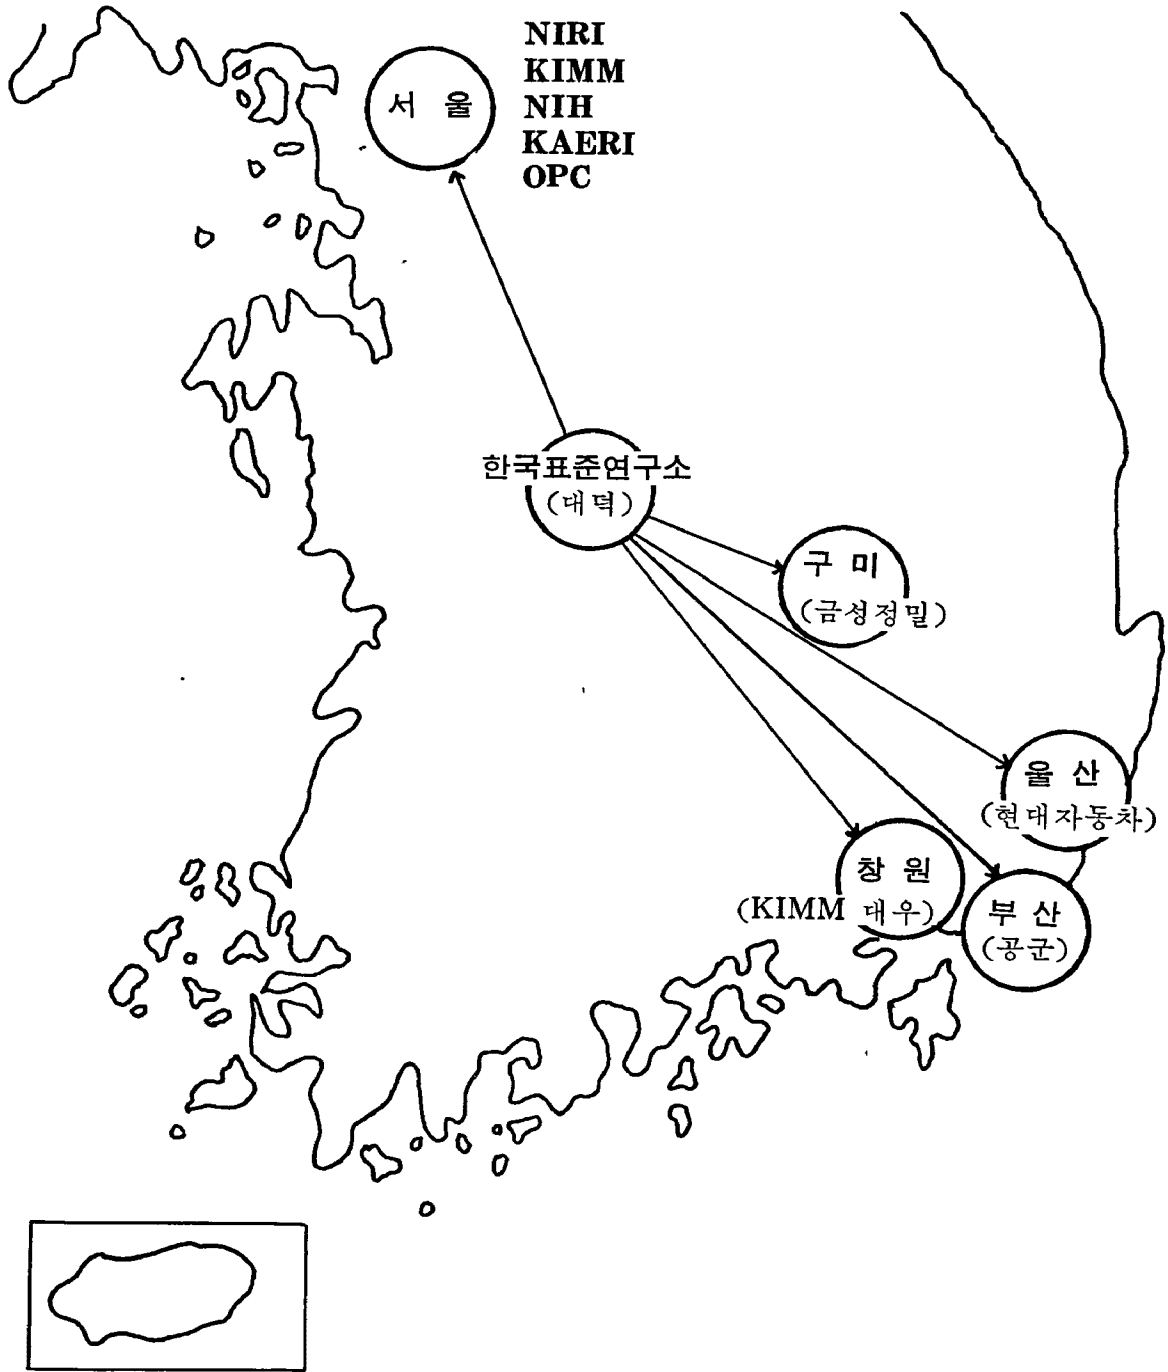 NIRI
KIMM
NIH
KAERI
OPC
서 울
한국표준연구소
(대덕)
구 미
(금성정밀)
울 산
(현대자동차)
창 원
(KIMM 대우)
부 산
(공군)